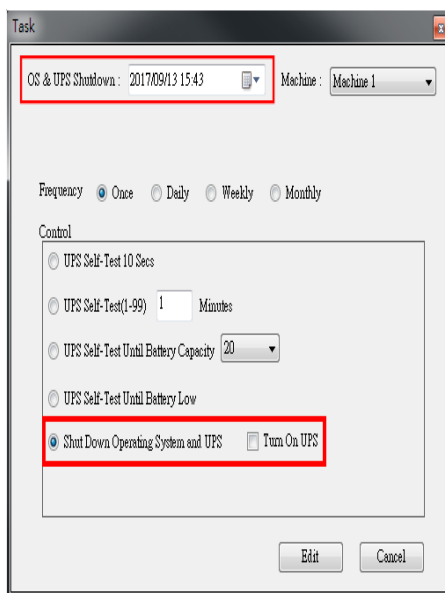 Task
OS & UPS Shutdown : 2017/09/13 15:43 Machine : Machine 1
Frequency Once Daily Weekly Monthly
Control
UPS Self-Test 10 Secs
UPS Self-Test(1-99) 1 Minutes
UPS Self-Test Until Battery Capacity 20
UPS Self-Test Until Battery Low
Shut Down Operating System and UPS Turn On UPS
Edit Cancel